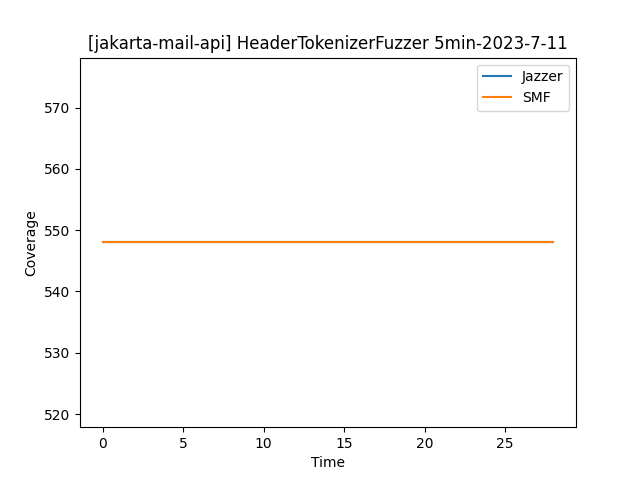 [jakarta-mail-api] HeaderTokenizerFuzzer 5min-2023-7-11
Jazzer
SMF
570
560
550
540
530
520
Coverage
0 5 10 15 20 25
Time